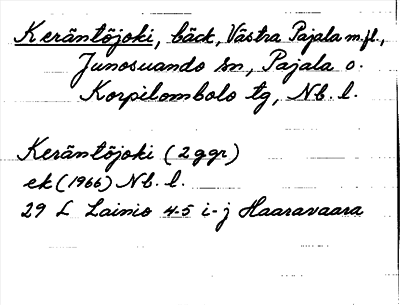 Keräntöjoki, bäck, Västra Pajala m.fl.,
Junosuando sn, Pajala o.
Korpilombolo tg, Nb. l.
Keräntöjoki (2 ggr)
ek (1966) Nb. l.
29 L Lainio 4-5 i-j Haaravaara